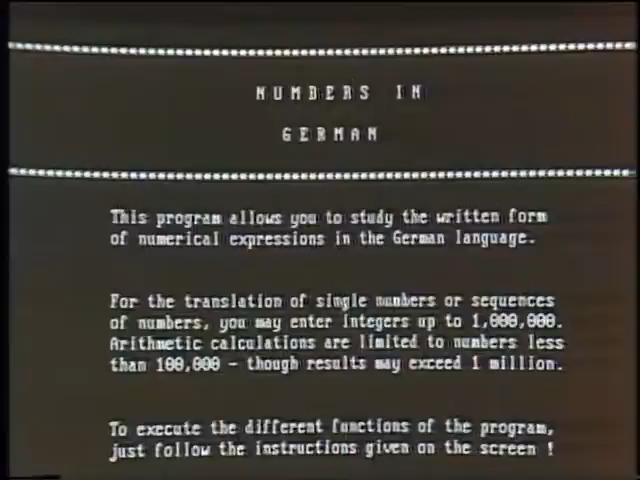 NUMBERS IN
GERMAN
This program allows you to study the written form
of numerical expressions in the German language.
For the translation of single numbers or sequences
of numbers, you may enter integers up to 1,000,000.
Arithmetic calculations are limited to numbers less
than 100,000 - though results may exceed 1 million.
To execute the different functions of the program,
just follow the instructions given on the screen !